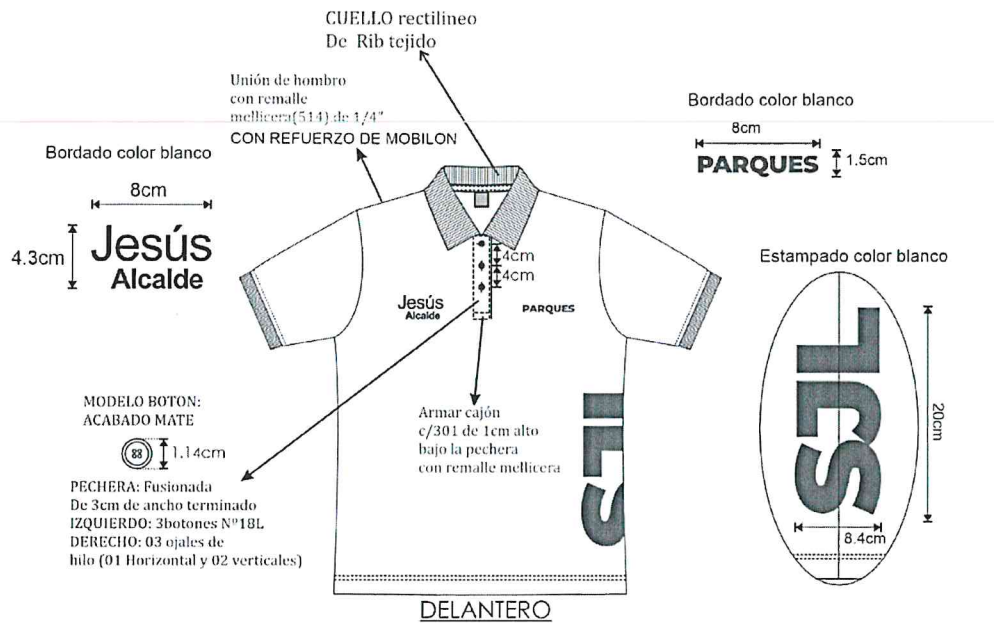 CUELLO rectilineo
De Rib tejido
Unión de hombro
con remalle
mellicera(514) de 1/4"
CON REFUERZO DE MOBILON
Bordado color blanco
8cm
PARQUES
1.5cm
Bordado color blanco
8cm
4.3cm
Jesús
Alcalde
4cm
4cm
Jesús
Alcalde
PARQUES
Estampado color blanco
20cm
8.4cm
MODELO BOTON:
ACABADO MATE
1.14cm
PECHERA: Fusionada
De 3cm de ancho terminado
IZQUIERDO: 3botones Nº18L
DERECHO: 03 ojales de
hilo (01 Horizontal y 02 verticales)
Armar cajón
c/301 de 1cm alto
bajo la pechera
con remalle mellicera
DELANTERO